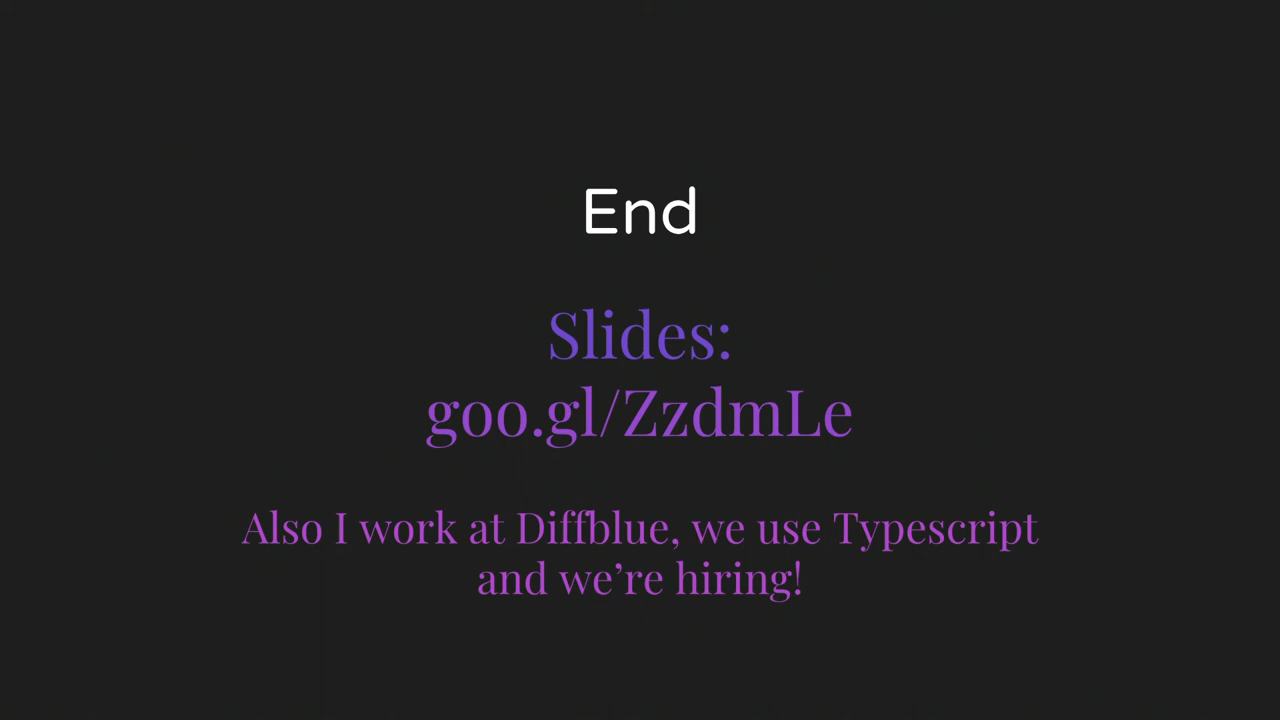 End
Slides:
goo.gl/ZzdmLe
Also I work at Diffblue, we use Typescript
and we’re hiring!